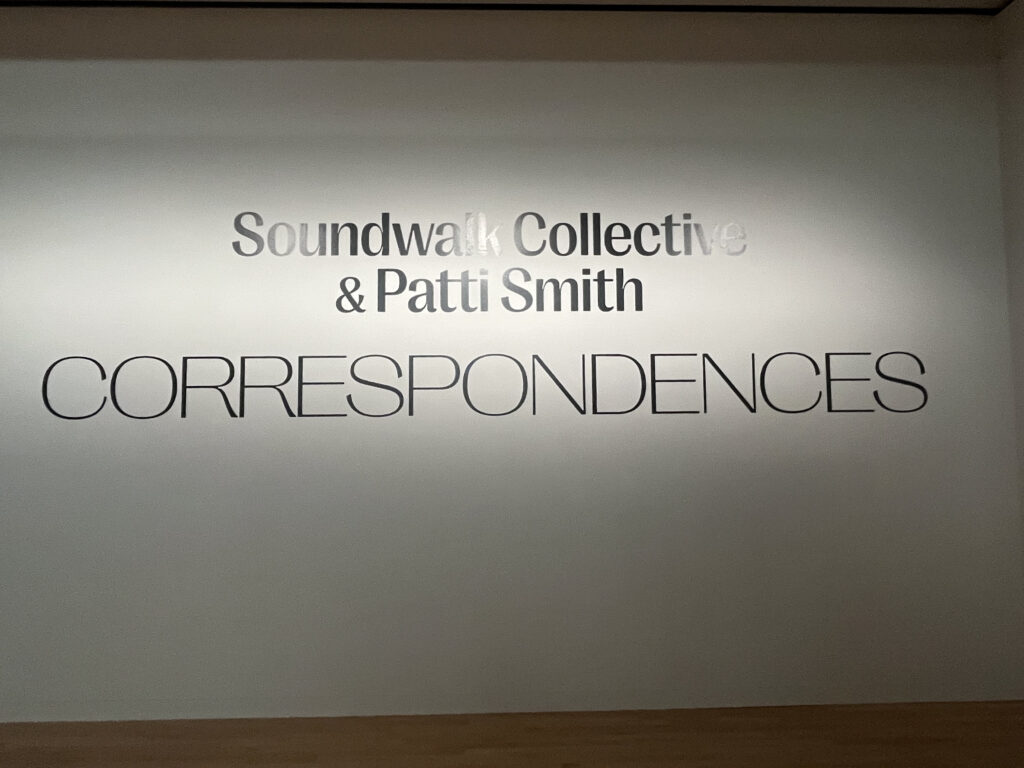 Soundwalk Collective
& Patti Smith
CORRESPONDENCES